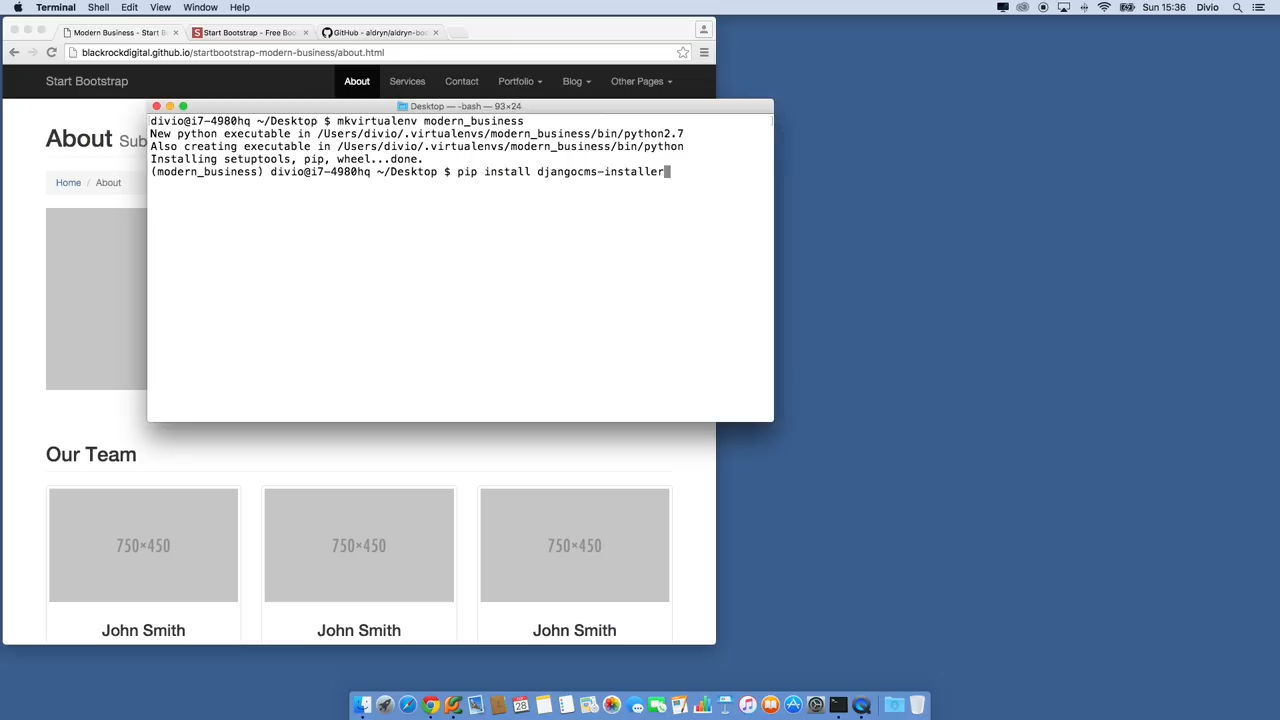 Terminal Shell Edit View Window Help Sun 15:36 Divio
Modern Business - Start B Start Bootstrap - Free Boo GitHub - aldryn/aldryn-boo
blackrockdigital.github.io/startbootstrap-modern-business/about.html
Start Bootstrap About Services Contact Portfolio Blog Other Pages
Desktop — -bash — 93×24
divio@i7-4980hq ~/Desktop $ mkvirtualenv modern_business
New python executable in /Users/divio/.virtualenvs/modern_business/bin/python2.7
Also creating executable in /Users/divio/.virtualenvs/modern_business/bin/python
Installing setuptools, pip, wheel...done.
(modern_business) divio@i7-4980hq ~/Desktop $ pip install djangocms-installer
About Sub
Home / About
Our Team
750×450 750×450 750×450
John Smith John Smith John Smith
28